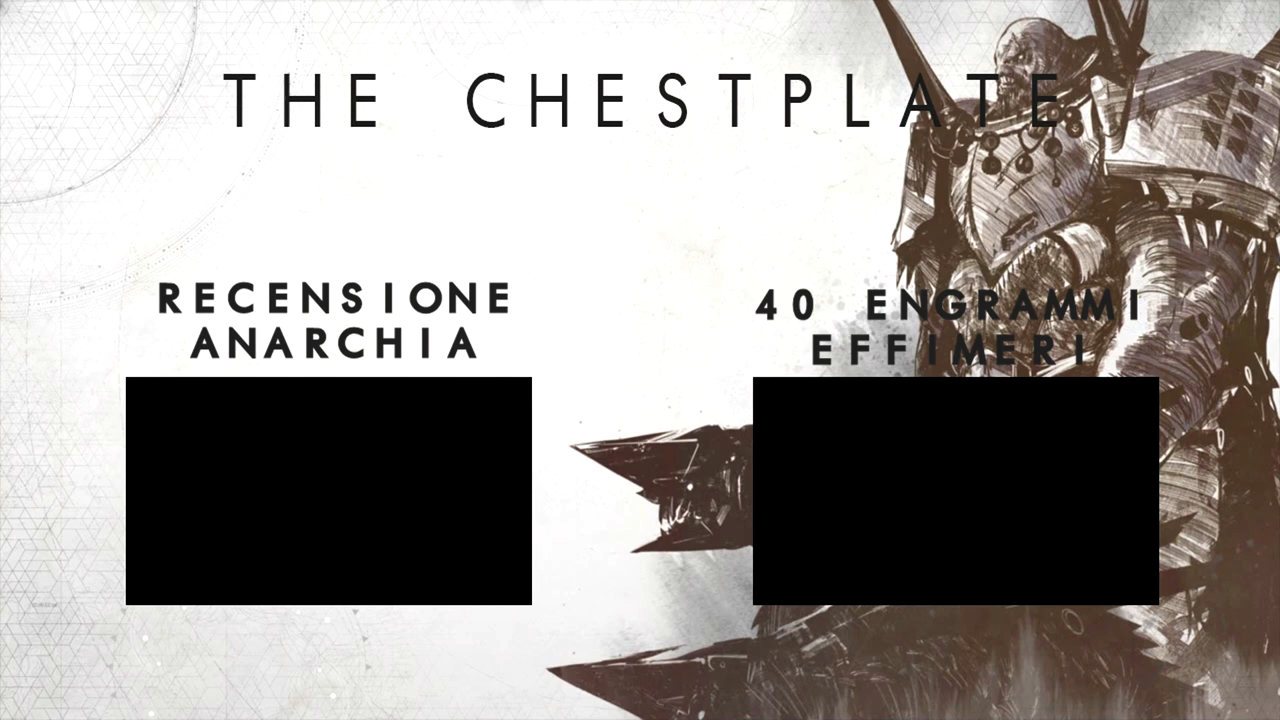 THE CHESTPLATE
RECENSIONE
ANARCHIA
40 ENGRAMMI
EFFIMERI